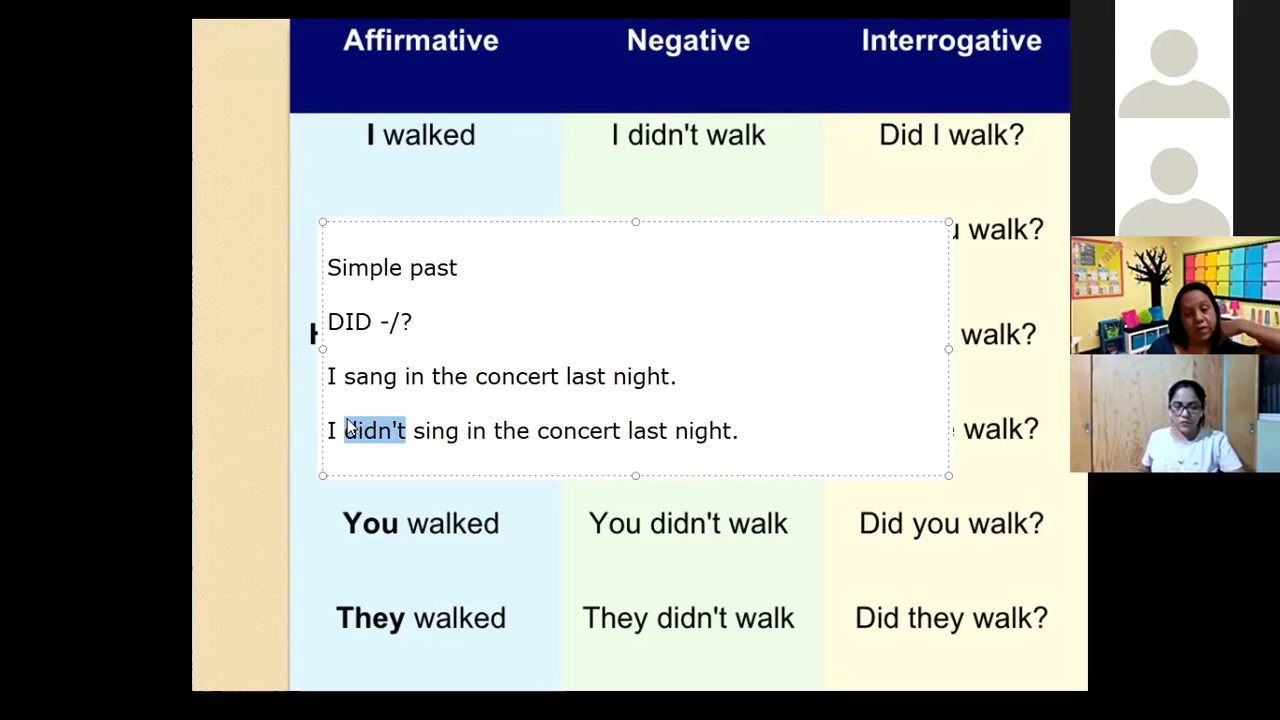 Affirmative Negative Interrogative
I walked I didn't walk Did I walk?
walk?
Simple past
DID -/?
walk?
I sang in the concert last night.
I didn't sing in the concert last night.
walk?
You walked You didn't walk Did you walk?
They walked They didn't walk Did they walk?